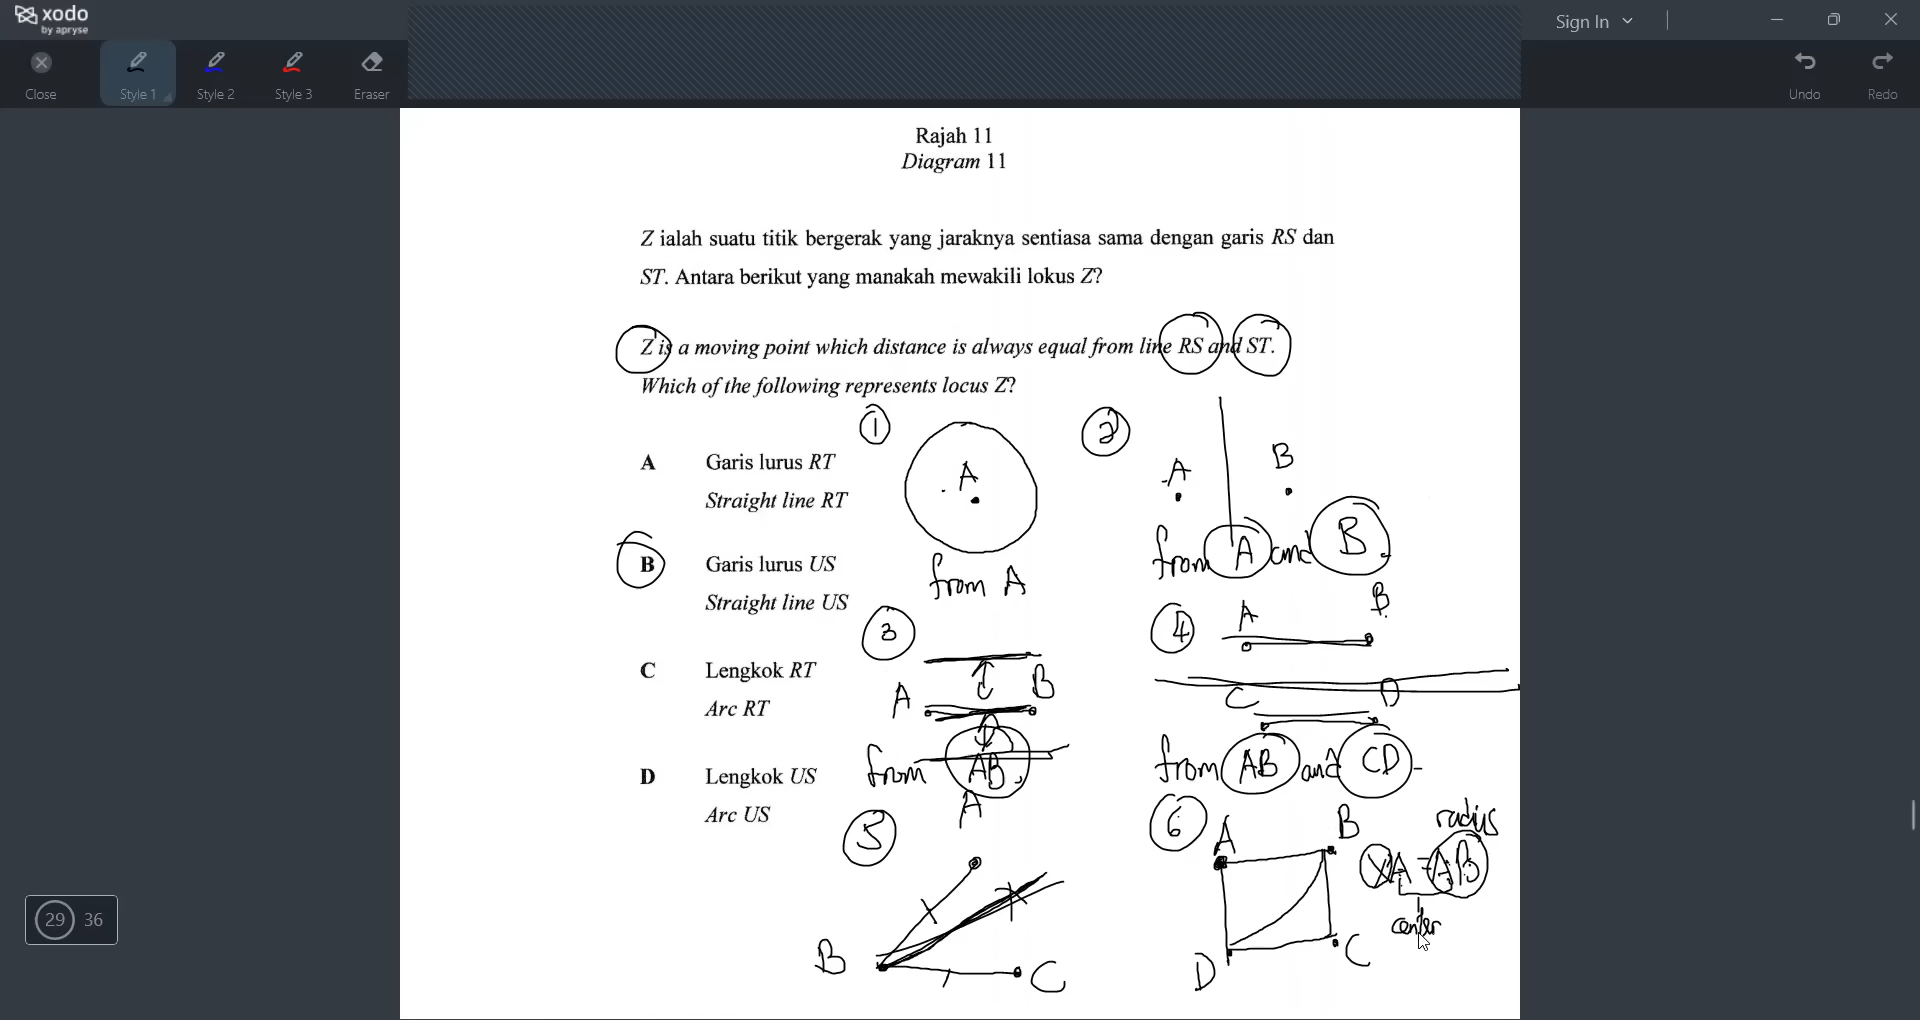 xodo
by apryse
Sign In
Close
Style 1
Style 2
Style 3
Eraser
Undo
Redo
Rajah 11
Diagram 11
Z ialah suatu titik bergerak yang jaraknya sentiasa sama dengan garis RS dan
ST. Antara berikut yang manakah mewakili lokus Z?
Z is a moving point which distance is always equal from line RS and ST.
Which of the following represents locus Z?
A Garis lurus RT
Straight line RT
B Garis lurus US
Straight line US
C Lengkok RT
Arc RT
D Lengkok US
Arc US
1
A
from A
2
A B
from A and B
3
A B
from AB
4
A B
C D
from AB and CD
5
A
B C
6
A B
D C
radius
XA = AB
center
29 36